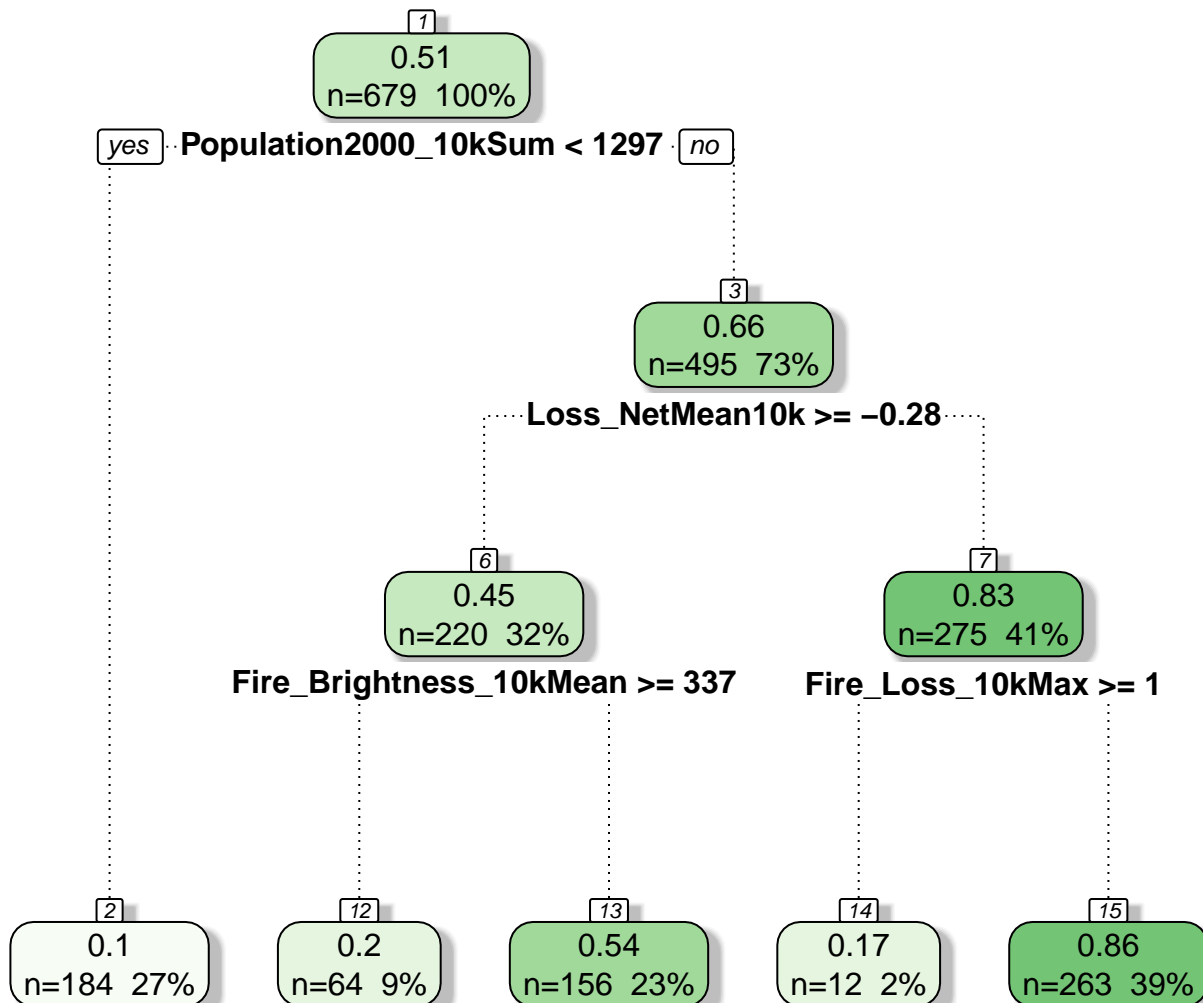 1
0.51
n=679 100%
yes Population2000_10kSum < 1297 no
3
0.66
n=495 73%
Loss_NetMean10k >= −0.28
6
0.45
n=220 32%
7
0.83
n=275 41%
Fire_Brightness_10kMean >= 337
Fire_Loss_10kMax >= 1
2
0.1
n=184 27%
12
0.2
n=64 9%
13
0.54
n=156 23%
14
0.17
n=12 2%
15
0.86
n=263 39%